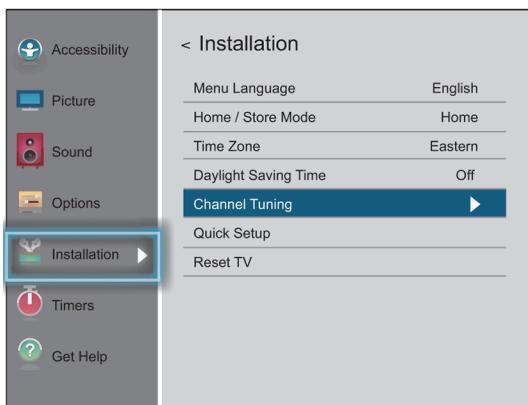 Accessibility
Picture
Sound
Options
Installation
Timers
Get Help
< Installation
Menu Language English
Home / Store Mode Home
Time Zone Eastern
Daylight Saving Time Off
Channel Tuning
Quick Setup
Reset TV